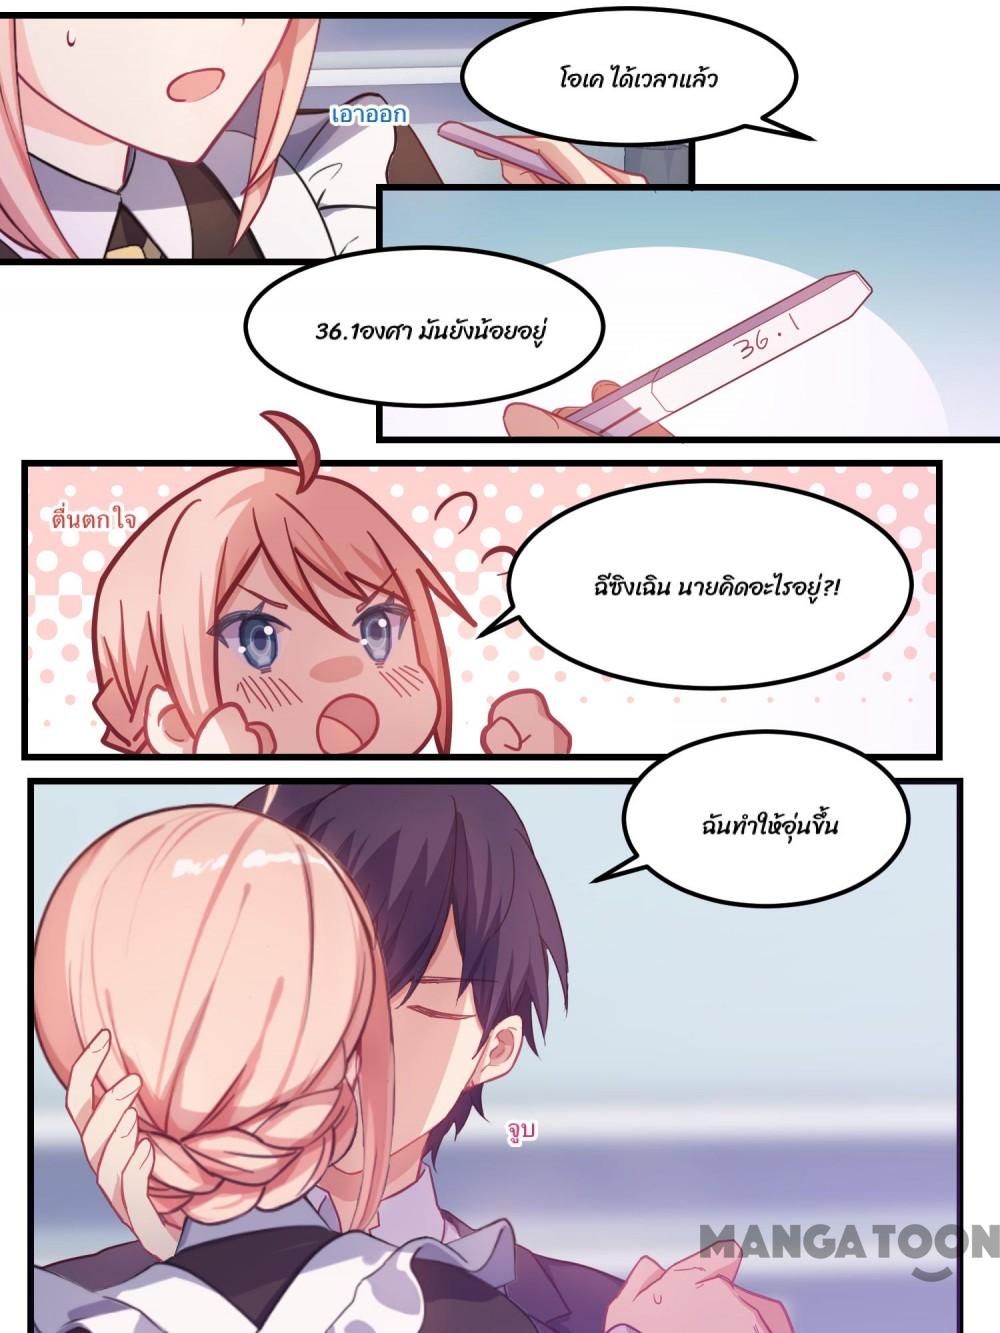 โอเค ได้เวลาแล้ว
เอาออก
36.1องศา มันยังน้อยอยู่
36.1
ตื่นตกใจ
ฉีซิงเฉิน นายคิดอะไรอยู่?!
ฉันทำให้อุ่นขึ้น
จูบ
MANGATOON